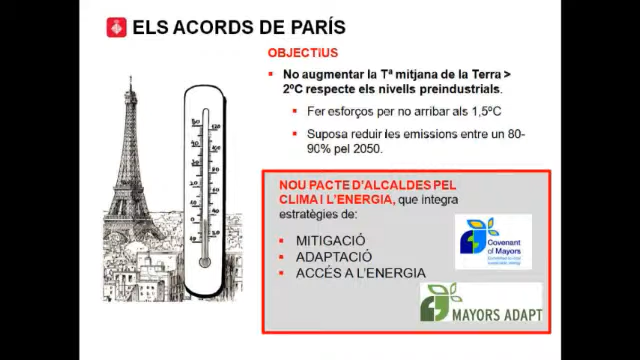 ELS ACORDS DE PARÍS
OBJECTiUS
No augmentar la Tª mitjana de la Terra >
2ºC respecte els nivells preindustrials.
Fer esforços per no arribar als 1,5ºC
Suposa reduir les emissions entre un 80-
90% pel 2050.
NOU PACTE D'ALCALDES PEL
CLIMA I L'ENERGIA, que integra
estratègies de:
MITIGACIÓ
ADAPTACIÓ
ACCÉS A L'ENERGIA
Covenant
of Mayors
MAYORS ADAPT